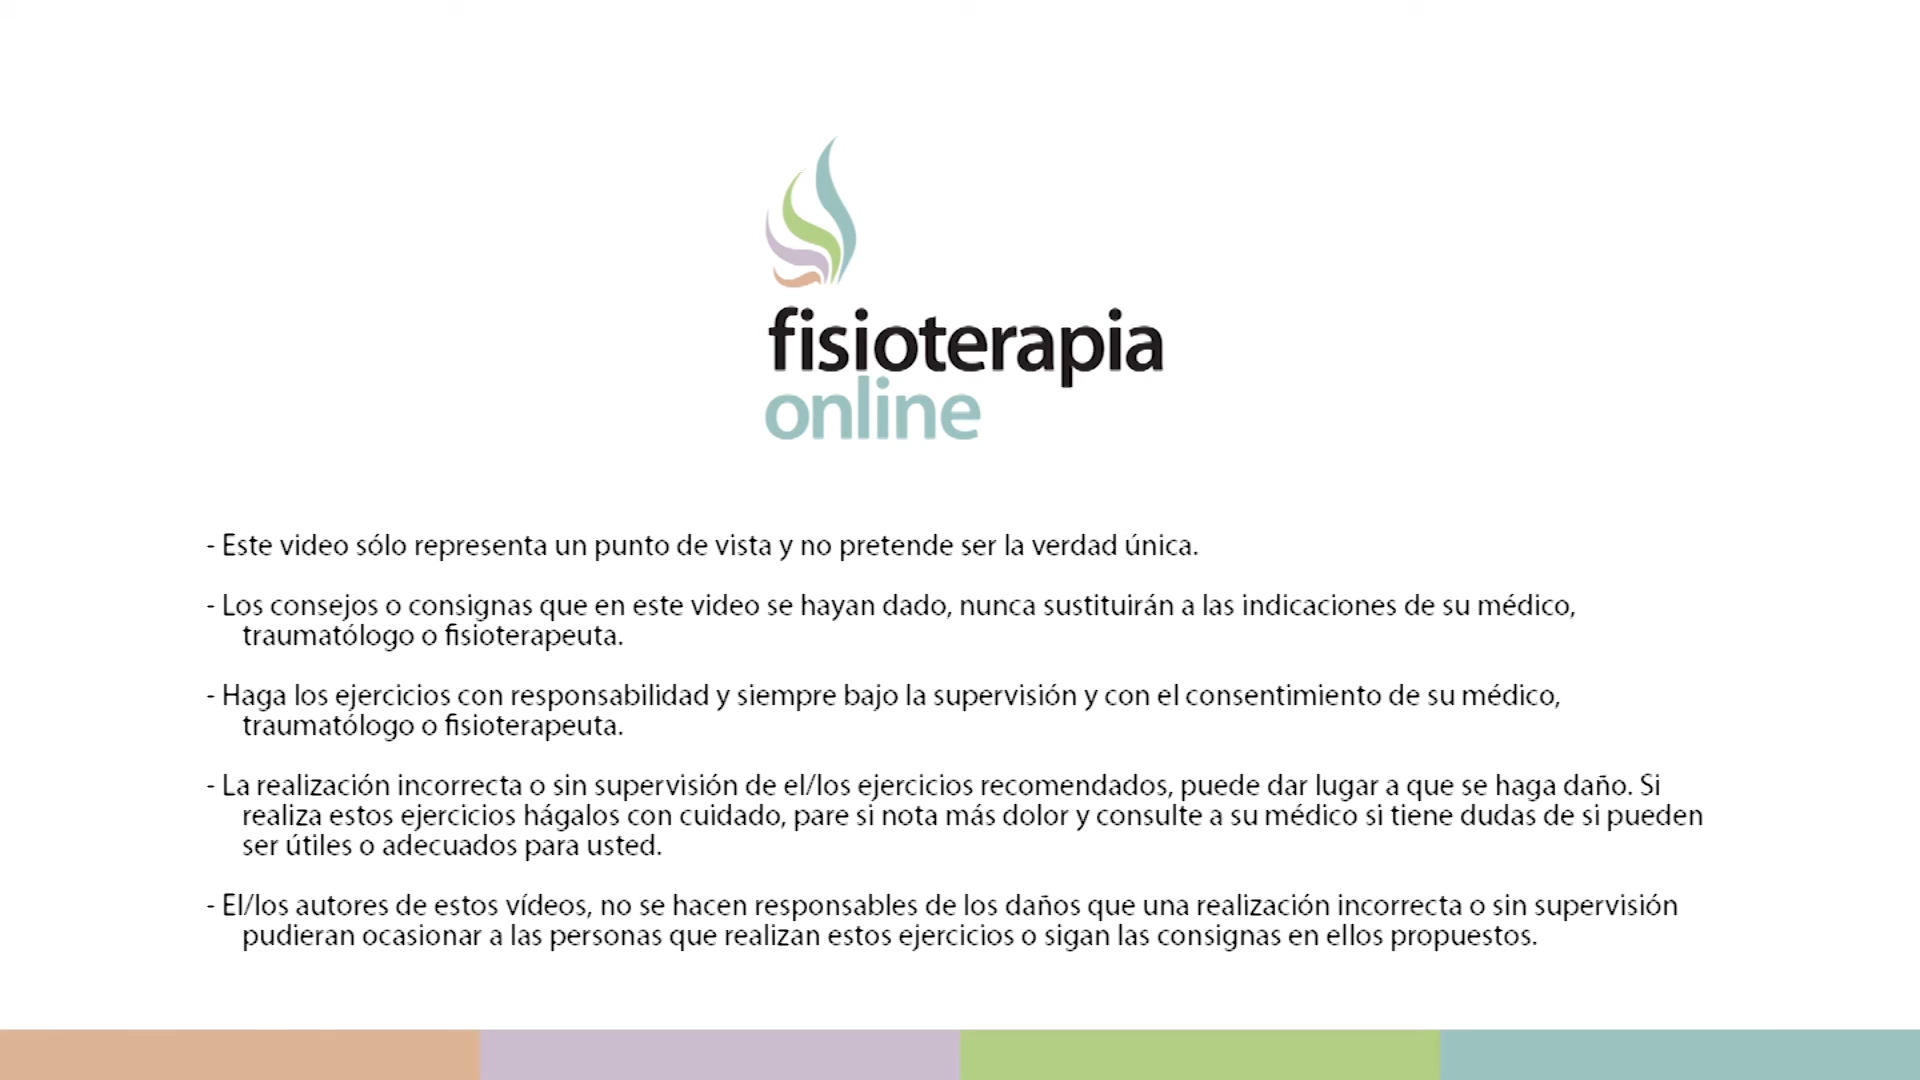 fisioterapia
online
- Este video sólo representa un punto de vista y no pretende ser la verdad única.
- Los consejos o consignas que en este video se hayan dado, nunca sustituirán a las indicaciones de su médico,
traumatólogo o fisioterapeuta.
- Haga los ejercicios con responsabilidad y siempre bajo la supervisión y con el consentimiento de su médico,
traumatólogo o fisioterapeuta.
- La realización incorrecta o sin supervisión de el/los ejercicios recomendados, puede dar lugar a que se haga daño. Si
realiza estos ejercicios hágalos con cuidado, pare si nota más dolor y consulte a su médico si tiene dudas de si pueden
ser útiles o adecuados para usted.
- El/los autores de estos vídeos, no se hacen responsables de los daños que una realización incorrecta o sin supervisión
pudieran ocasionar a las personas que realizan estos ejercicios o sigan las consignas en ellos propuestos.